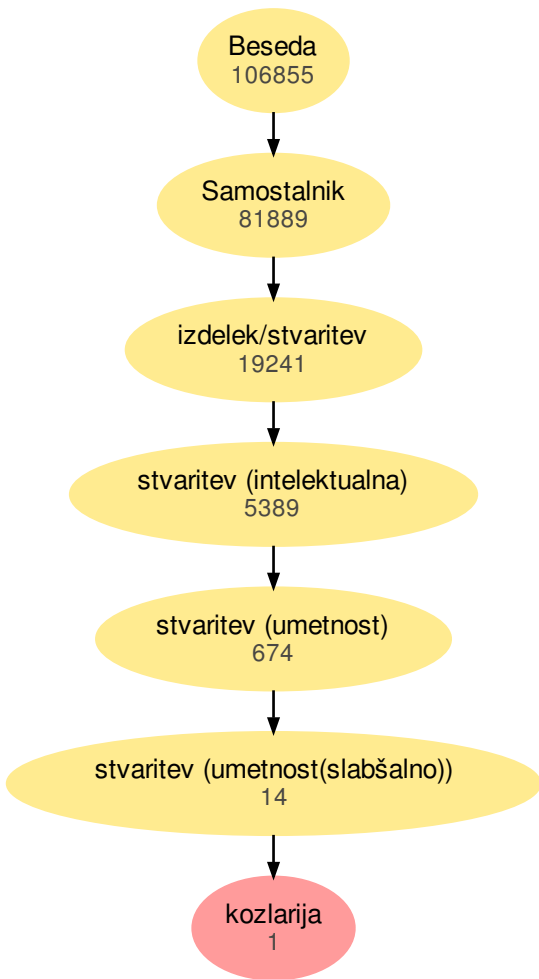 Beseda
106855
Samostalnik
81889
izdelek/stvaritev
19241
stvaritev (intelektualna)
5389
stvaritev (umetnost)
674
stvaritev (umetnost(slabšalno))
14
kozlarija
1